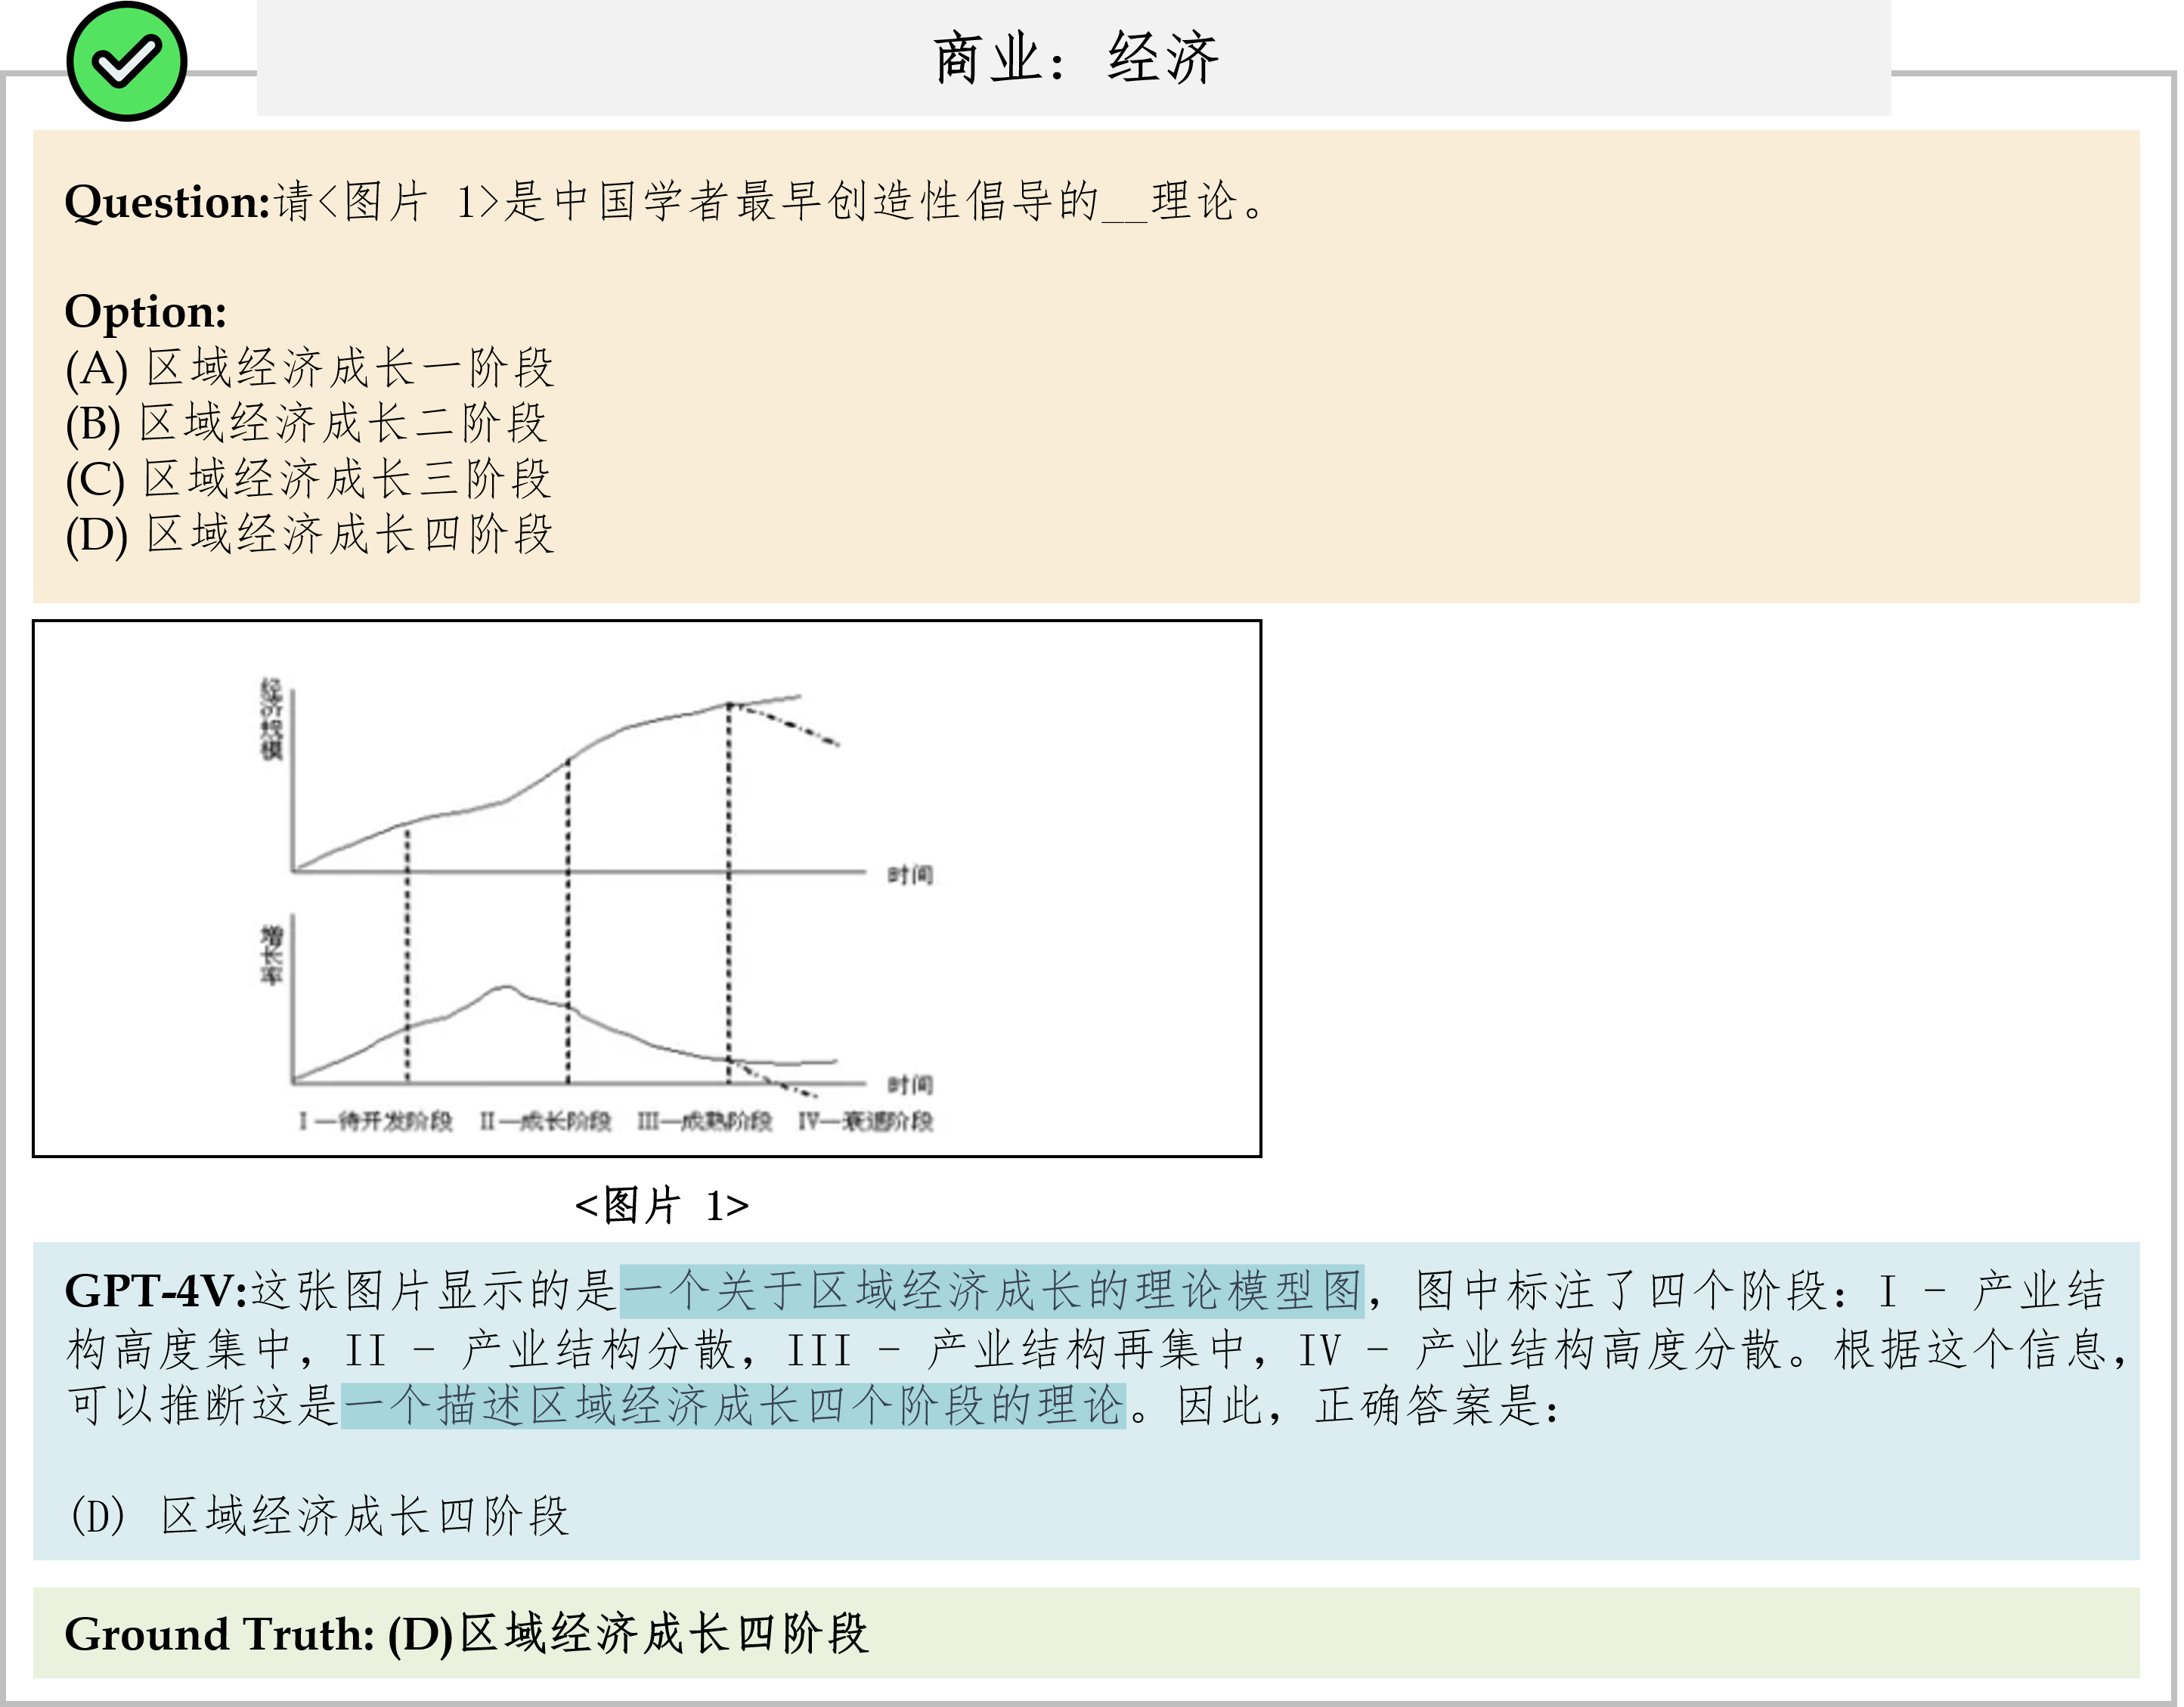 商业：经济
Question:请<图片 1>是中国学者最早创造性倡导的__理论。
Option:
(A) 区域经济成长一阶段
(B) 区域经济成长二阶段
(C) 区域经济成长三阶段
(D) 区域经济成长四阶段
经济规模
时间
增长率
时间
I—待开发阶段 II—成长阶段 III—成熟阶段 IV—衰退阶段
<图片 1>
GPT-4V:这张图片显示的是一个关于区域经济成长的理论模型图，图中标注了四个阶段：I - 产业结
构高度集中，II - 产业结构分散，III - 产业结构再集中，IV - 产业结构高度分散。根据这个信息，
可以推断这是一个描述区域经济成长四个阶段的理论。因此，正确答案是：
(D) 区域经济成长四阶段
Ground Truth: (D)区域经济成长四阶段